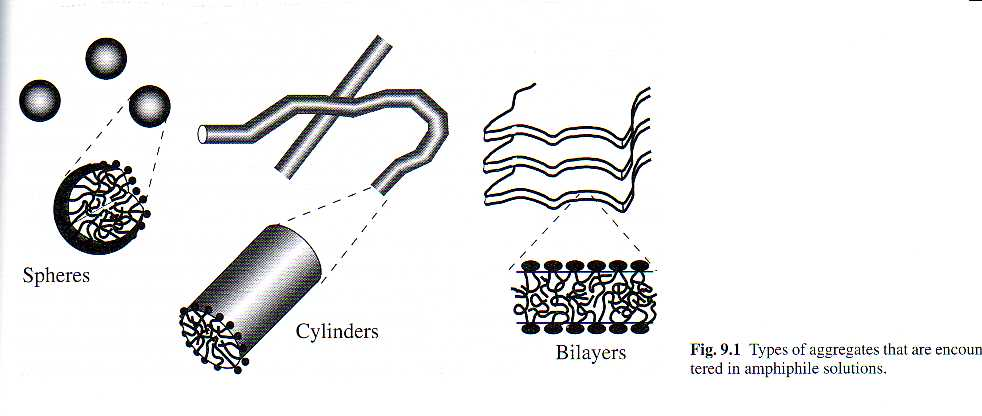 Spheres
Cylinders
Bilayers
Fig. 9.1 Types of aggregates that are encoun
tered in amphiphile solutions.